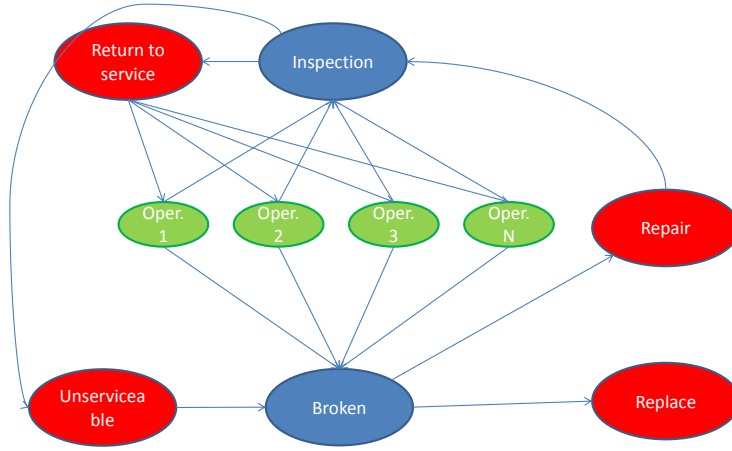 Return to
service
Inspection
Oper.
1
Oper.
2
Oper.
3
Oper.
N
Repair
Unservicea
ble
Broken
Replace